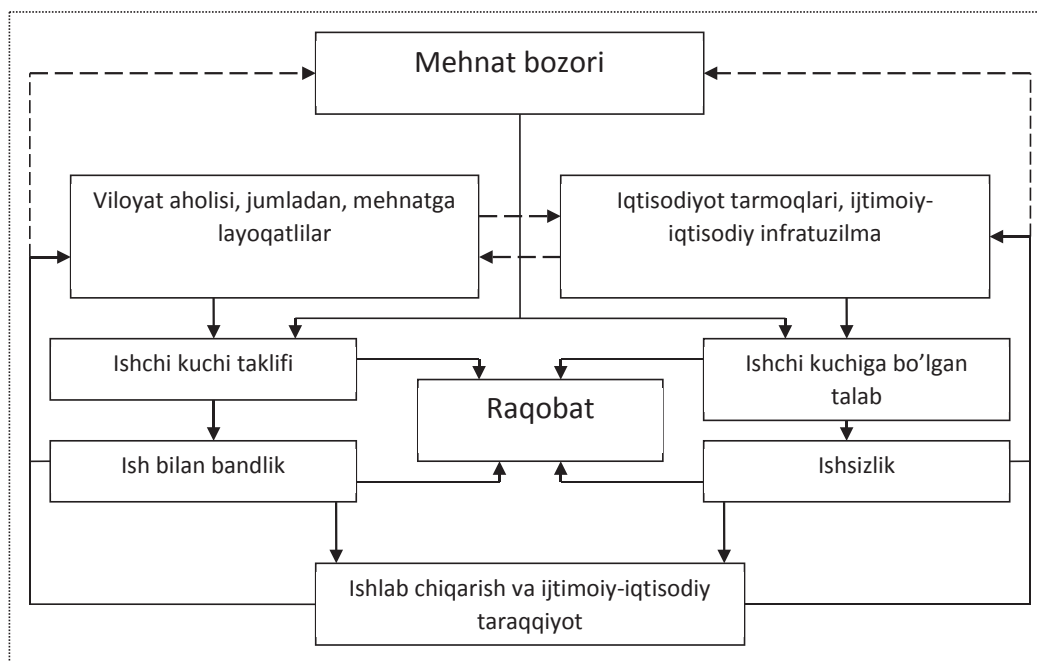 Mehnat bozori
Viloyat aholisi, jumladan, mehnatga
layoqatlilar
Iqtisodiyot tarmoqlari, ijtimoiy-
iqtisodiy infratuzilma
Ishchi kuchi taklifi
Raqobat
Ishchi kuchiga bo’lgan
talab
Ish bilan bandlik
Ishsizlik
Ishlab chiqarish va ijtimoiy-iqtisodiy
taraqqiyot